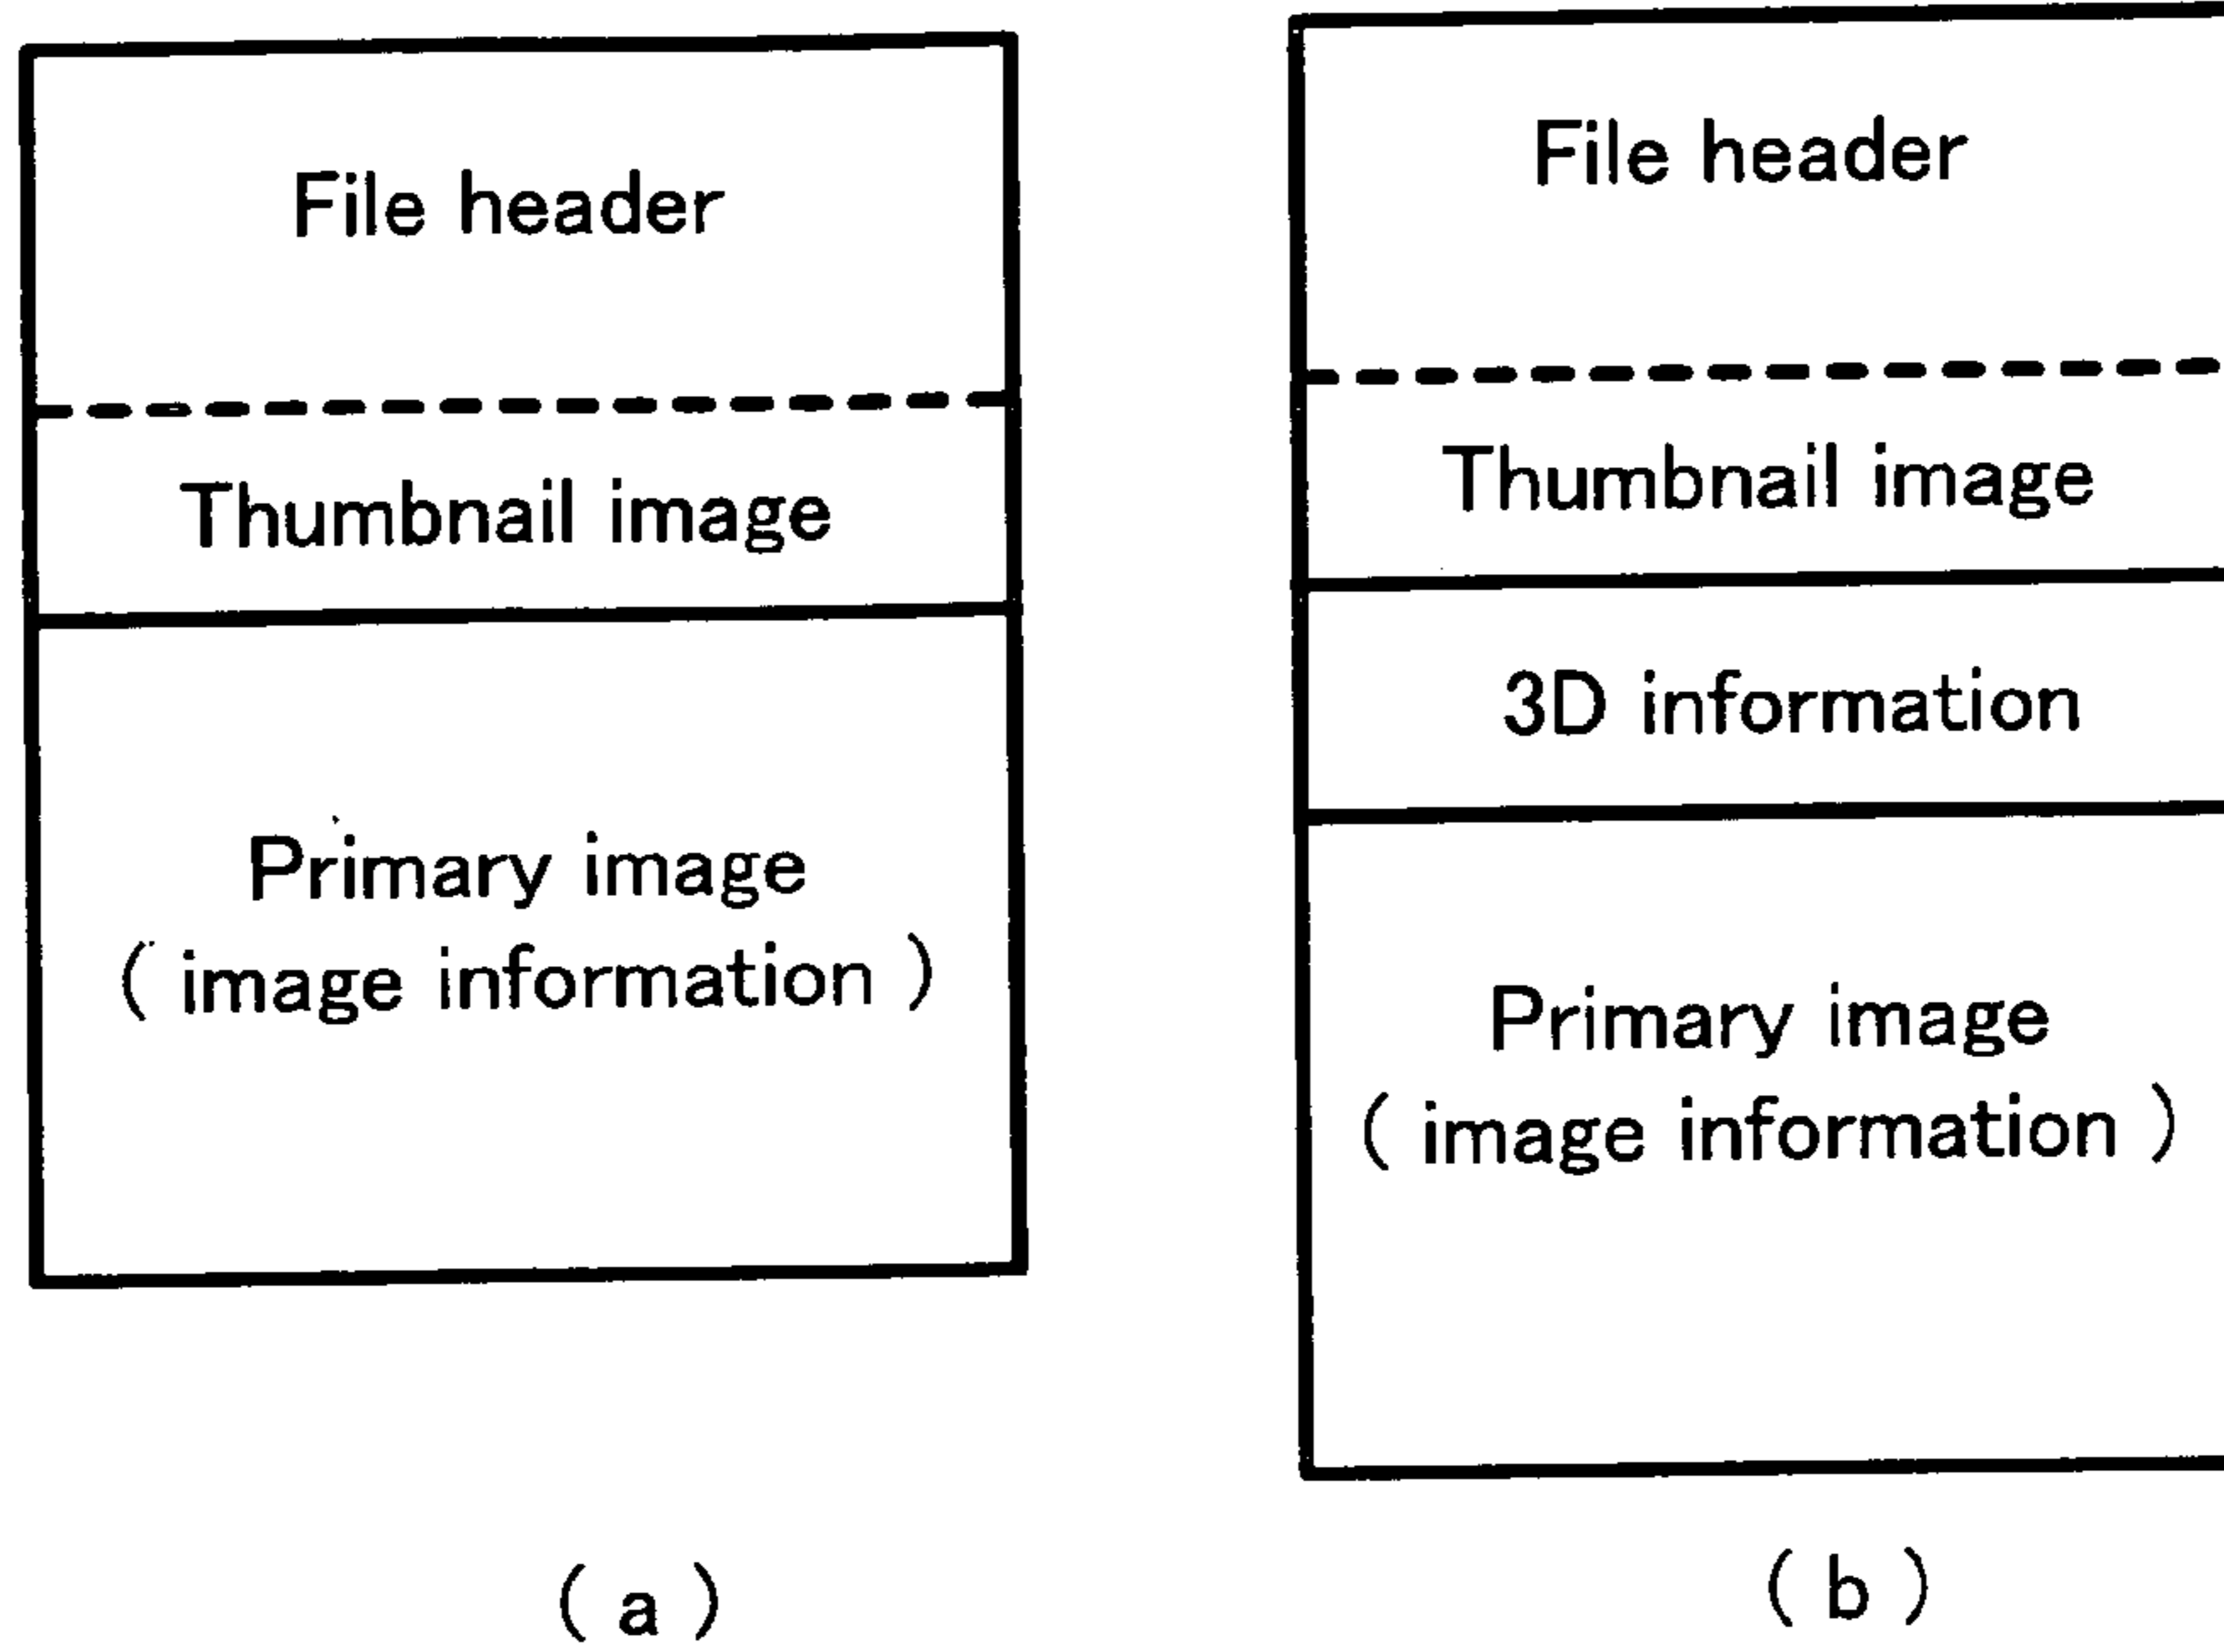 File header
Thumbnail image
Primary image
( image information )
( a )
File header
Thumbnail image
3D information
Primary image
( image information )
( b )